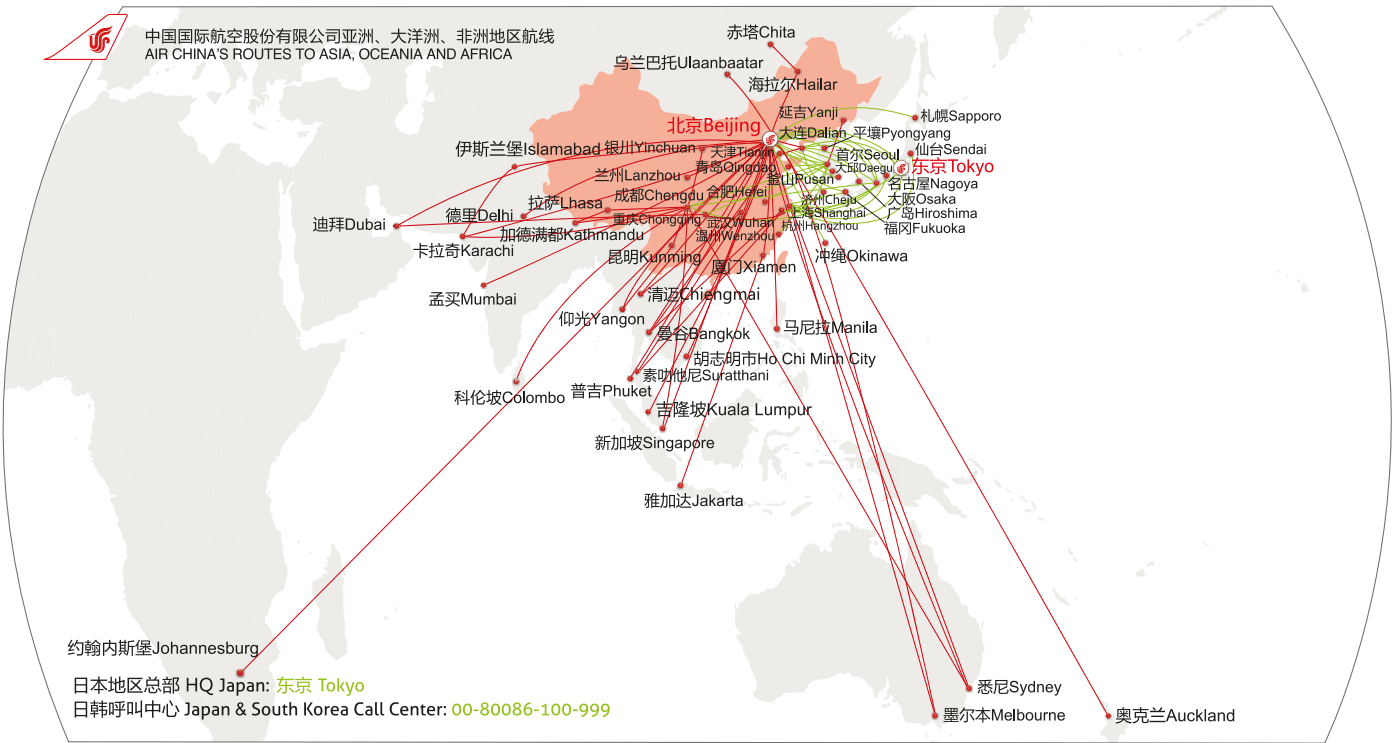 中国国际航空股份有限公司亚洲、大洋洲、非洲地区航线
AIR CHINA'S ROUTES TO ASIA, OCEANIA AND AFRICA
赤塔Chita
乌兰巴托Ulaanbaatar
海拉尔Hailar
延吉Yanji
札幌Sapporo
北京Beijing
大连Dalian
平壤Pyongyang
伊斯兰堡Islamabad
银川Yinchuan
天津Tianjin
首尔Seoul
仙台Sendai
青岛Qingdao
大邱Daegu
东京Tokyo
兰州Lanzhou
釜山Pusan
名古屋Nagoya
拉萨Lhasa
成都Chengdu
合肥Hefei
济州Cheju
大阪Osaka
迪拜Dubai
德里Delhi
重庆Chongqing
武汉Wuhan
上海Shanghai
广岛Hiroshima
加德满都Kathmandu
温州Wenzhou
杭州Hangzhou
福冈Fukuoka
卡拉奇Karachi
昆明Kunming
厦门Xiamen
冲绳Okinawa
孟买Mumbai
清迈Chiengmai
仰光Yangon
曼谷Bangkok
马尼拉Manila
胡志明市Ho Chi Minh City
素叻他尼Suratthani
科伦坡Colombo
普吉Phuket
吉隆坡Kuala Lumpur
新加坡Singapore
雅加达Jakarta
约翰内斯堡Johannesburg
日本地区总部 HQ Japan: 东京 Tokyo
日韩呼叫中心 Japan & South Korea Call Center: 00-80086-100-999
悉尼Sydney
墨尔本Melbourne
奥克兰Auckland